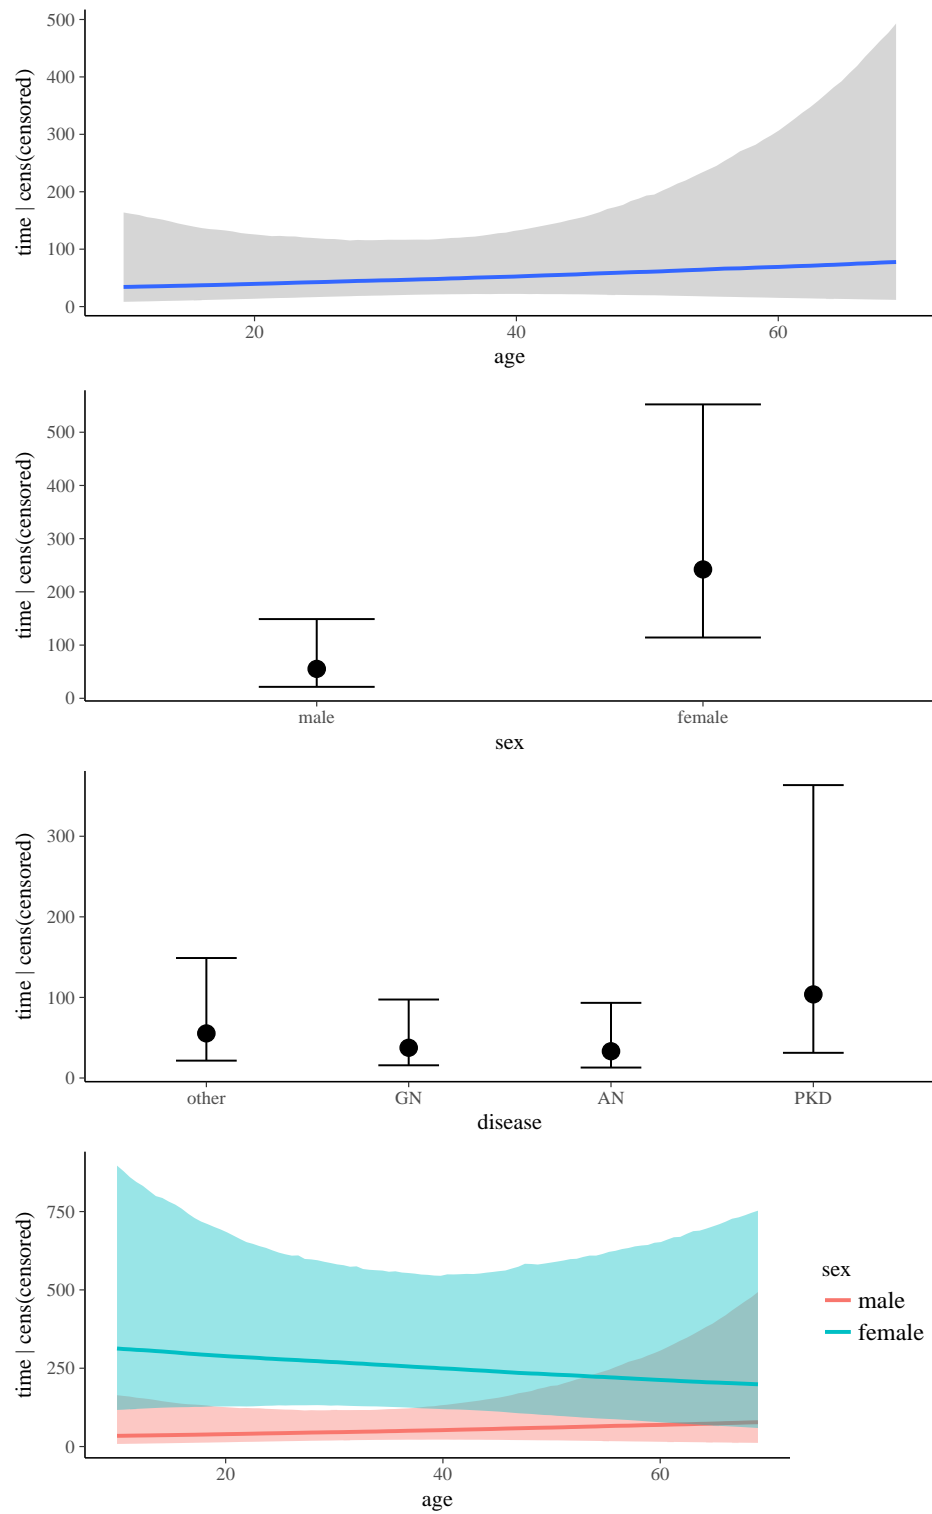 500
400
300
200
100
0
time | cens(censored)
20 40 60
age
500
400
300
200
100
0
time | cens(censored)
male female
sex
300
200
100
0
time | cens(censored)
other GN AN PKD
disease
750
500
250
0
time | cens(censored)
20 40 60
age
sex
male
female